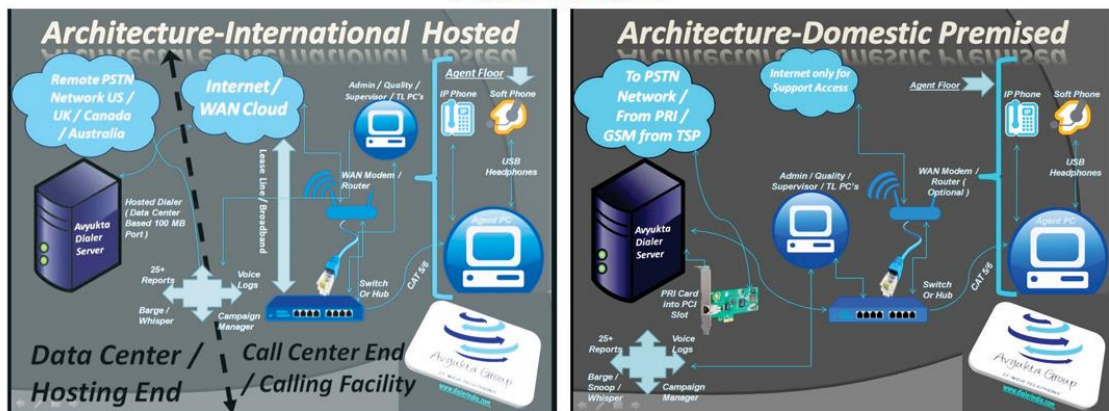 Architecture-International Hosted
Remote PSTN
Network US /
UK / Canada
/ Australia
Internet /
WAN Cloud
Admin / Quality /
Supervisor / TL PC's
Agent Floor
IP Phone
Soft Phone
Lease Line / Broadband
WAN Modem /
Router
USB
Headphones
Hosted Dialer
( Data Center
Based 100 MB
Port )
Avyukta
Dialer
Server
Agent PC
25+
Reports
Voice
Logs
Barge /
Whisper
Campaign
Manager
Switch
Or Hub
CAT 5/6
Data Center /
Hosting End
Call Center End
/ Calling Facility
Avyukta Group
www.dialerindia.com
Architecture-Domestic Premised
To PSTN
Network /
From PRI /
GSM from TSP
Internet only for
Support Access
Agent Floor
IP Phone
Soft Phone
Admin / Quality /
Supervisor / TL PC's
WAN Modem /
Router ( Optional )
USB
Headphones
Avyukta
Dialer
Server
Agent PC
PRI Card
into PCI
Slot
Switch
Or Hub
CAT 5/6
25+
Reports
Voice
Logs
Barge /
Snoop /
Whisper
Campaign
Manager
Avyukta Group
www.dialerindia.com